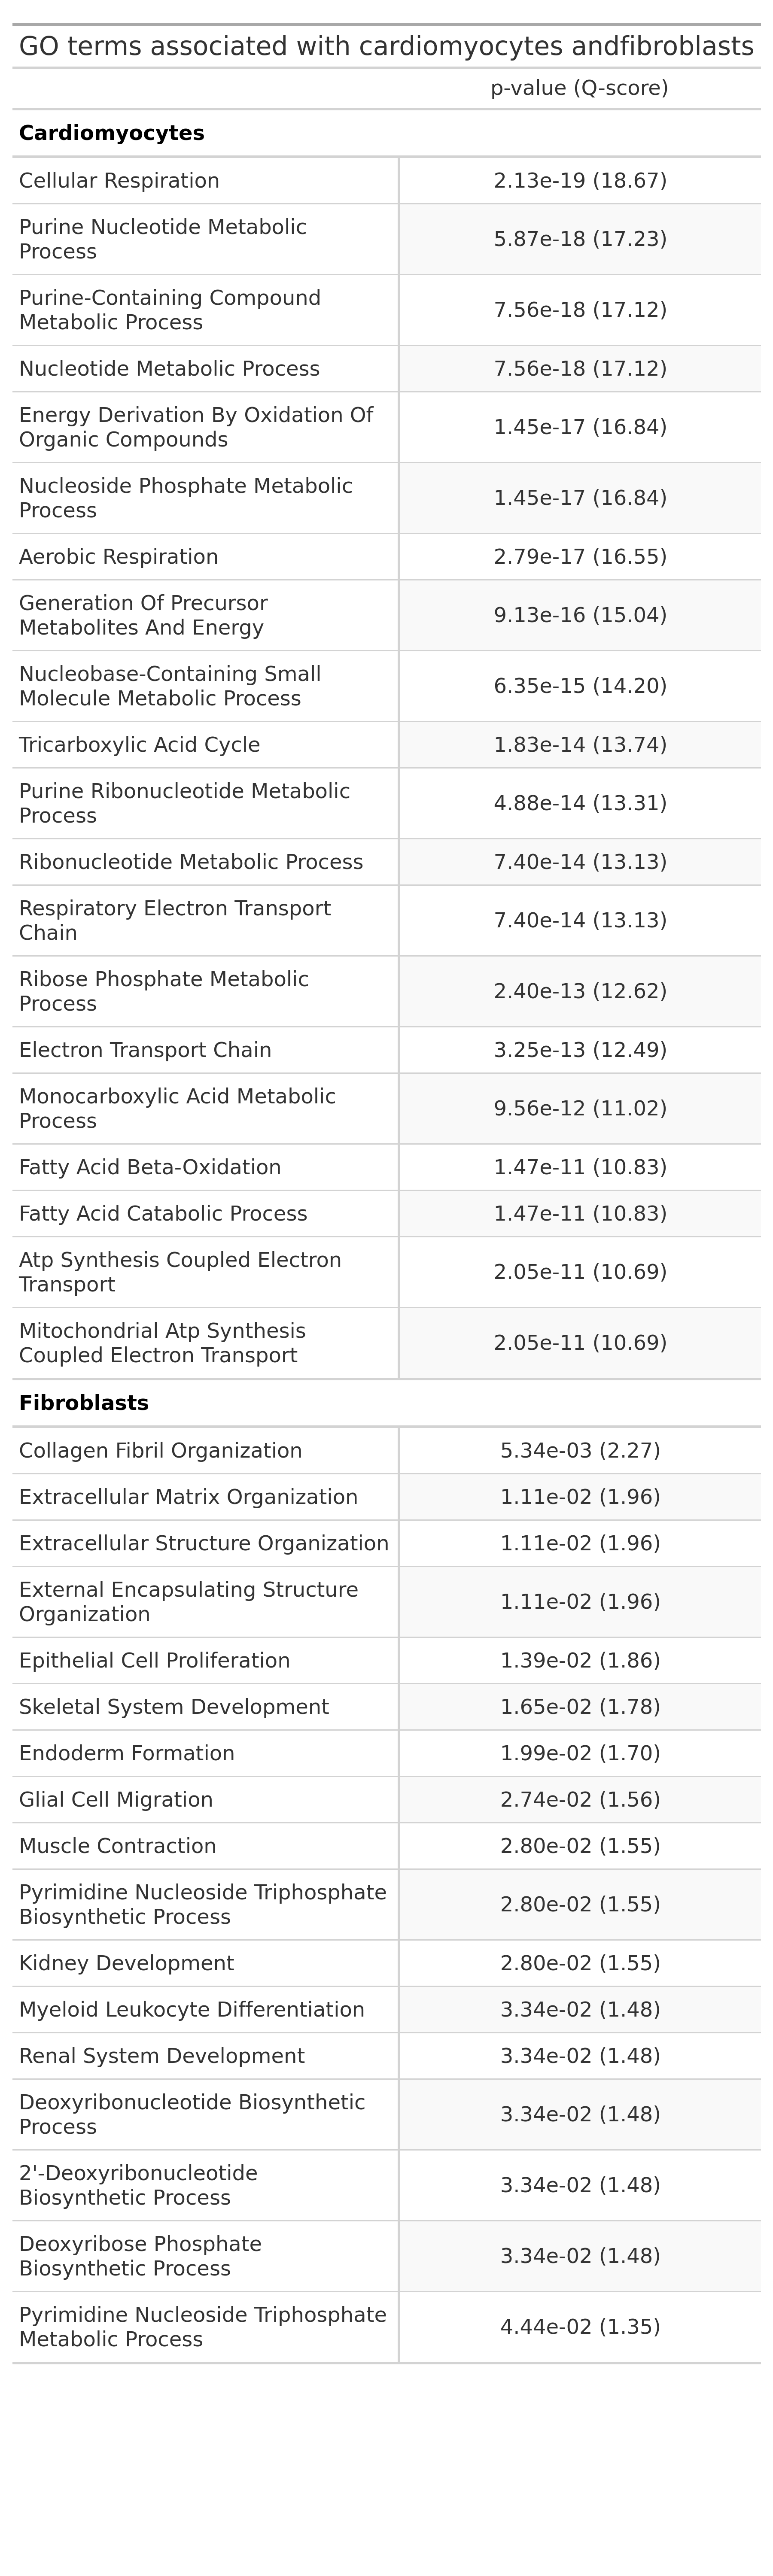 GO terms associated with cardiomyocytes andfibroblasts
p-value (Q-score)
Cardiomyocytes
Cellular Respiration 2.13e-19 (18.67)
Purine Nucleotide Metabolic
Process
5.87e-18 (17.23)
Purine-Containing Compound
Metabolic Process
7.56e-18 (17.12)
Nucleotide Metabolic Process 7.56e-18 (17.12)
Energy Derivation By Oxidation Of
Organic Compounds
1.45e-17 (16.84)
Nucleoside Phosphate Metabolic
Process
1.45e-17 (16.84)
Aerobic Respiration 2.79e-17 (16.55)
Generation Of Precursor
Metabolites And Energy
9.13e-16 (15.04)
Nucleobase-Containing Small
Molecule Metabolic Process
6.35e-15 (14.20)
Tricarboxylic Acid Cycle 1.83e-14 (13.74)
Purine Ribonucleotide Metabolic
Process
4.88e-14 (13.31)
Ribonucleotide Metabolic Process 7.40e-14 (13.13)
Respiratory Electron Transport
Chain
7.40e-14 (13.13)
Ribose Phosphate Metabolic
Process
2.40e-13 (12.62)
Electron Transport Chain 3.25e-13 (12.49)
Monocarboxylic Acid Metabolic
Process
9.56e-12 (11.02)
Fatty Acid Beta-Oxidation 1.47e-11 (10.83)
Fatty Acid Catabolic Process 1.47e-11 (10.83)
Atp Synthesis Coupled Electron
Transport
2.05e-11 (10.69)
Mitochondrial Atp Synthesis
Coupled Electron Transport
2.05e-11 (10.69)
Fibroblasts
Collagen Fibril Organization 5.34e-03 (2.27)
Extracellular Matrix Organization 1.11e-02 (1.96)
Extracellular Structure Organization 1.11e-02 (1.96)
External Encapsulating Structure
Organization
1.11e-02 (1.96)
Epithelial Cell Proliferation 1.39e-02 (1.86)
Skeletal System Development 1.65e-02 (1.78)
Endoderm Formation 1.99e-02 (1.70)
Glial Cell Migration 2.74e-02 (1.56)
Muscle Contraction 2.80e-02 (1.55)
Pyrimidine Nucleoside Triphosphate
Biosynthetic Process
2.80e-02 (1.55)
Kidney Development 2.80e-02 (1.55)
Myeloid Leukocyte Differentiation 3.34e-02 (1.48)
Renal System Development 3.34e-02 (1.48)
Deoxyribonucleotide Biosynthetic
Process
3.34e-02 (1.48)
2'-Deoxyribonucleotide
Biosynthetic Process
3.34e-02 (1.48)
Deoxyribose Phosphate
Biosynthetic Process
3.34e-02 (1.48)
Pyrimidine Nucleoside Triphosphate
Metabolic Process
4.44e-02 (1.35)